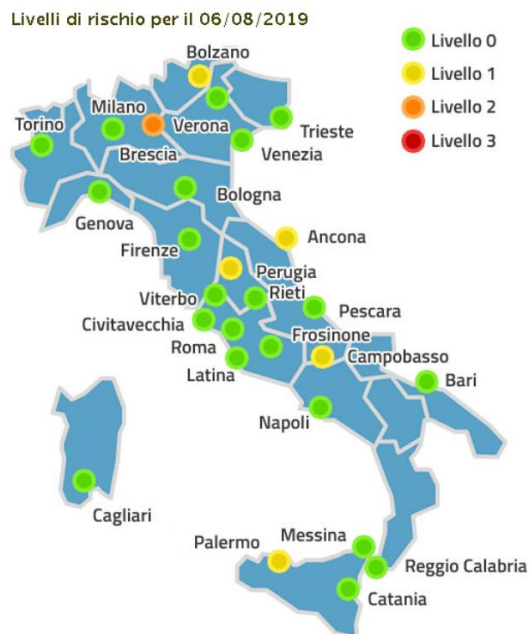 Livelli di rischio per il 06/08/2019
Livello 0
Livello 1
Livello 2
Livello 3
Bolzano
Milano
Torino
Verona
Trieste
Brescia
Venezia
Bologna
Genova
Firenze
Ancona
Perugia
Viterbo
Rieti
Civitavecchia
Pescara
Roma
Frosinone
Latina
Campobasso
Bari
Napoli
Cagliari
Palermo
Messina
Reggio Calabria
Catania